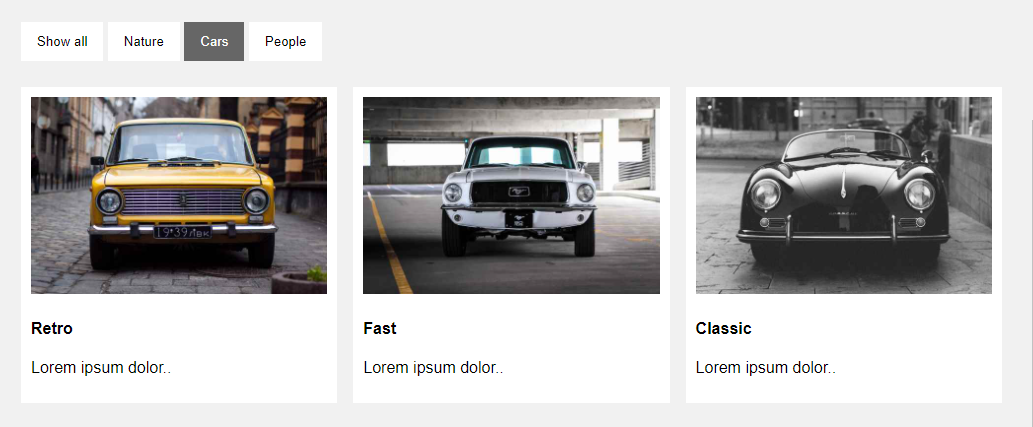 Show all Nature Cars People
Retro
Lorem ipsum dolor..
Fast
Lorem ipsum dolor..
Classic
Lorem ipsum dolor..